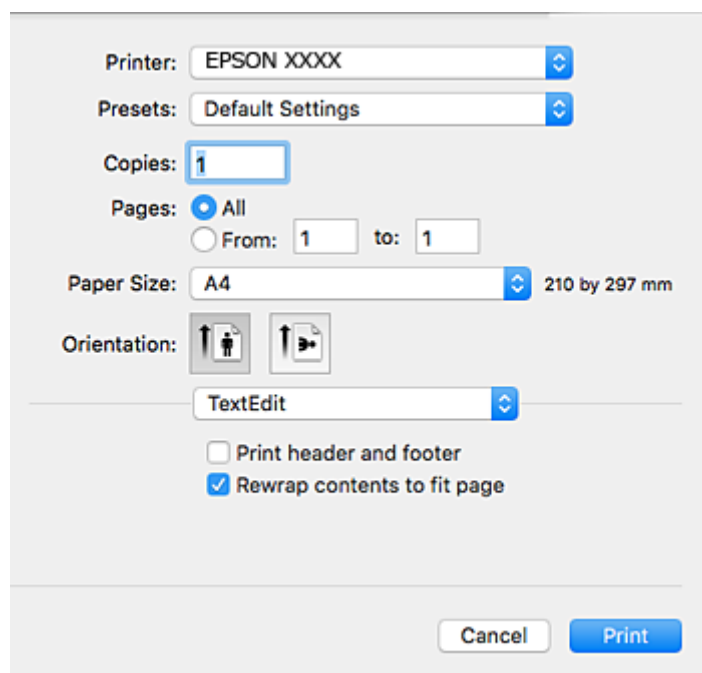 Printer: EPSON XXXX
Presets: Default Settings
Copies: 1
Pages: All
From: 1 to: 1
Paper Size: A4 210 by 297 mm
Orientation:
TextEdit
Print header and footer
Rewrap contents to fit page
Cancel Print